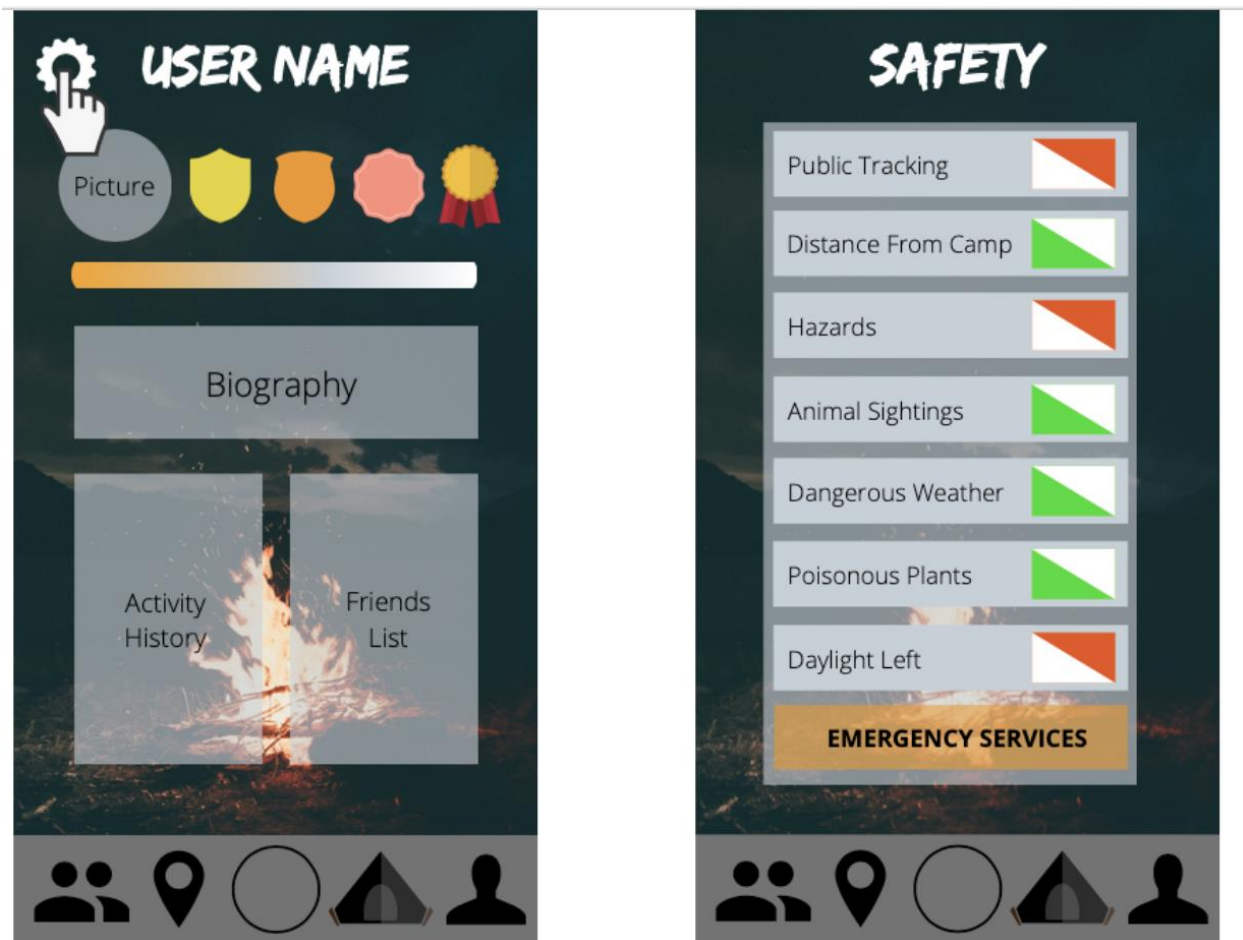 USER NAME
Picture
Biography
Activity
History
Friends
List
SAFETY
Public Tracking
Distance From Camp
Hazards
Animal Sightings
Dangerous Weather
Poisonous Plants
Daylight Left
EMERGENCY SERVICES